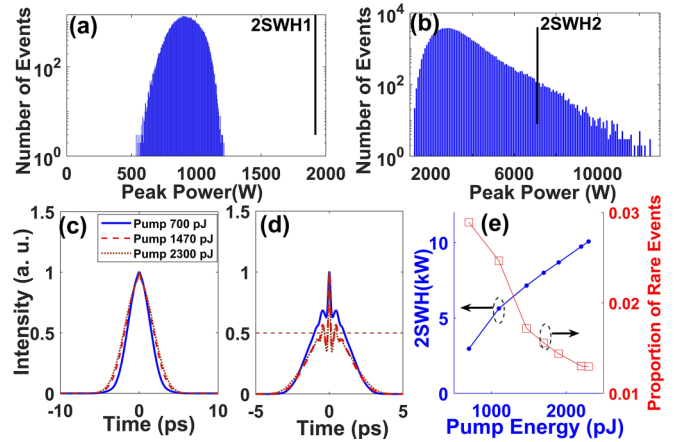 (a)
2SWH1
Number of Events
10^2
10^0
0 500 1000 1500 2000
Peak Power(W)
(b)
2SWH2
Number of Events
10^4
10^2
10^0
2000 6000 10000
Peak Power (W)
(c)
Pump 700 pJ
Pump 1470 pJ
Pump 2300 pJ
Intensity (a. u.)
1.5
1
0.5
0
-10 0 10
Time (ps)
(d)
1.5
1
0.5
0
-5 0 5
Time (ps)
(e)
2SWH(kW)
10
5
0
1000 2000
Pump Energy (pJ)
0.03
0.02
0.01
Proportion of Rare Events